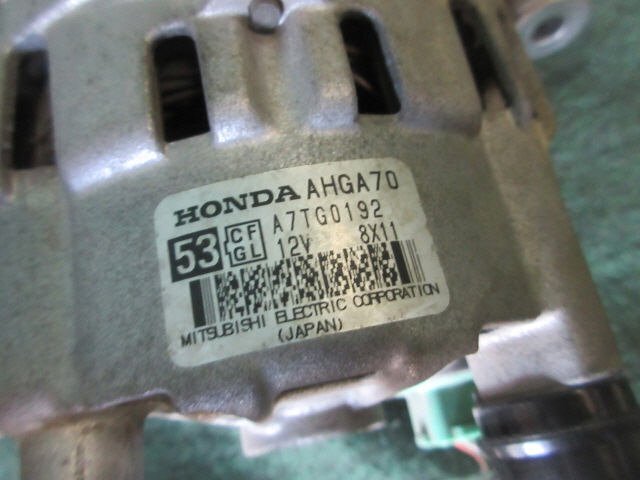 HONDA AHGA70
53 CF A7TG0192
GL 12V 8X11
MITSUBISHI ELECTRIC CORPORATION
(JAPAN)